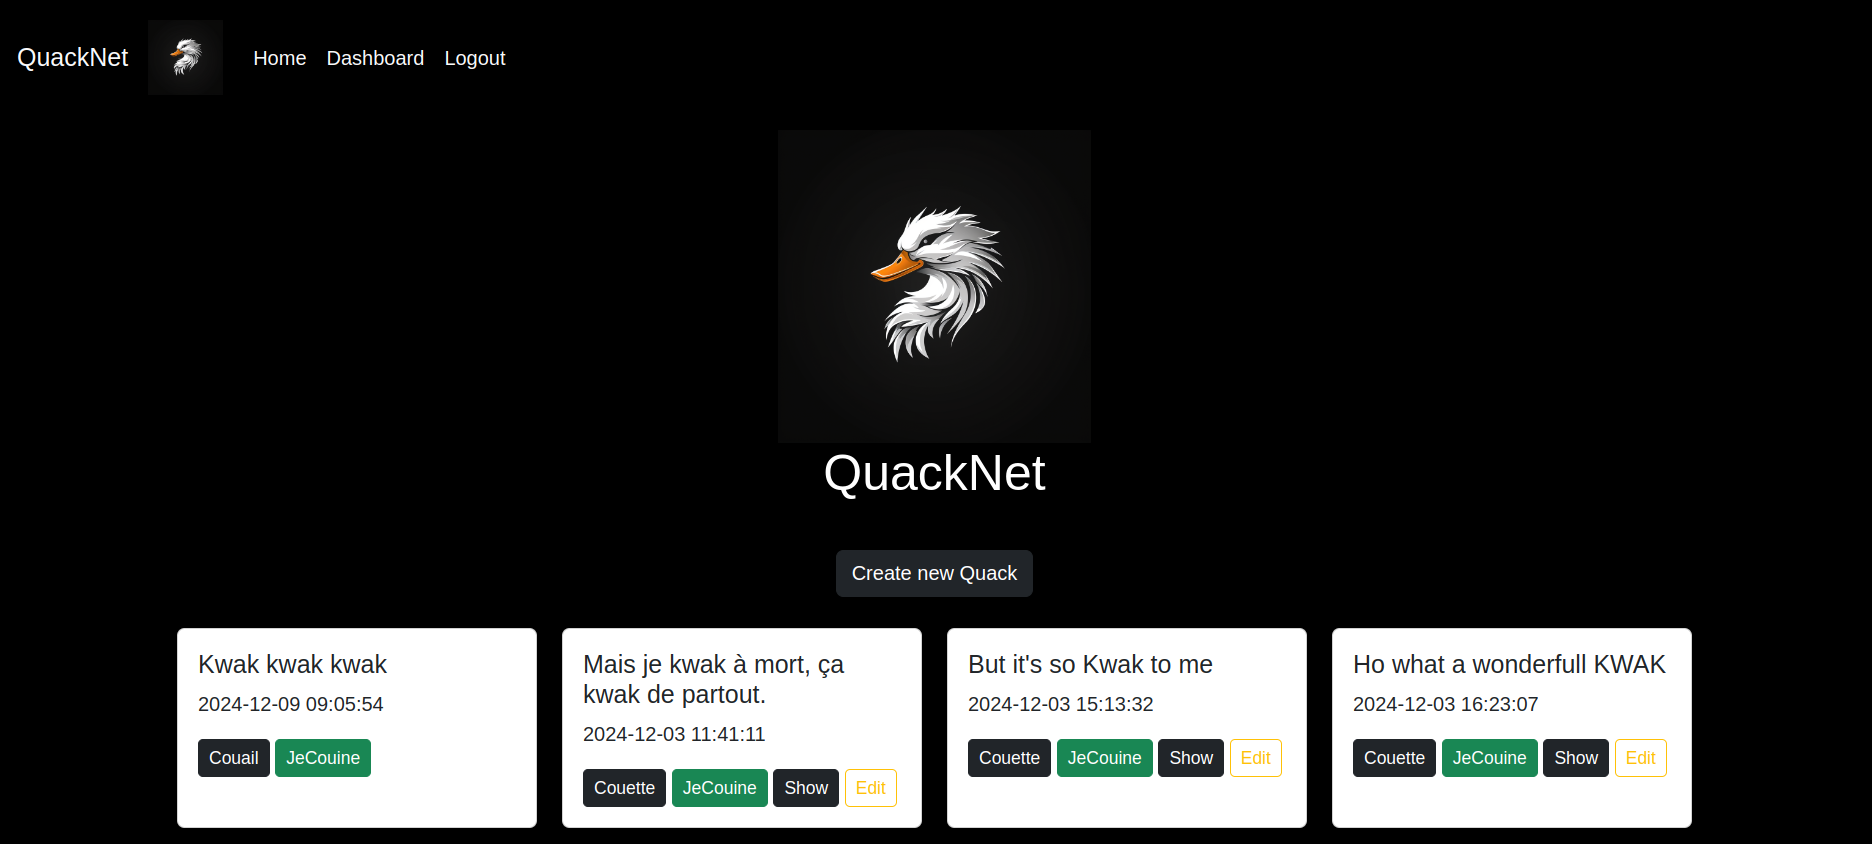 QuackNet Home Dashboard Logout
QuackNet
Create new Quack
Kwak kwak kwak
2024-12-09 09:05:54
Couail JeCouine
Mais je kwak à mort, ça
kwak de partout.
2024-12-03 11:41:11
Couette JeCouine Show Edit
But it's so Kwak to me
2024-12-03 15:13:32
Couette JeCouine Show Edit
Ho what a wonderfull KWAK
2024-12-03 16:23:07
Couette JeCouine Show Edit